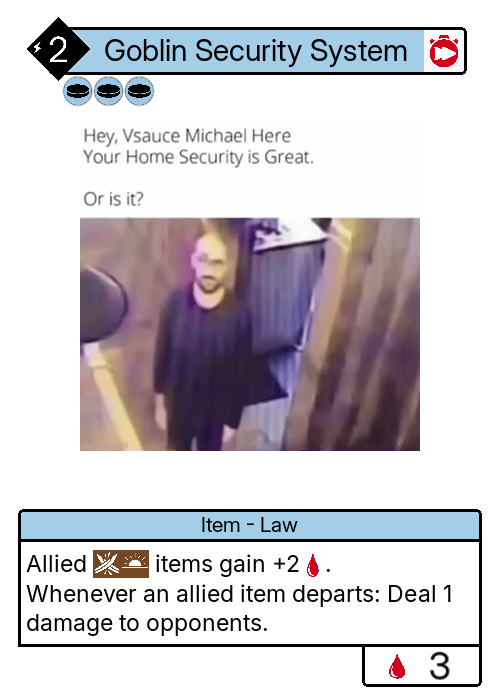 2 Goblin Security System
Hey, Vsauce Michael Here
Your Home Security is Great.
Or is it?
Item - Law
Allied items gain +2 .
Whenever an allied item departs: Deal 1
damage to opponents.
3